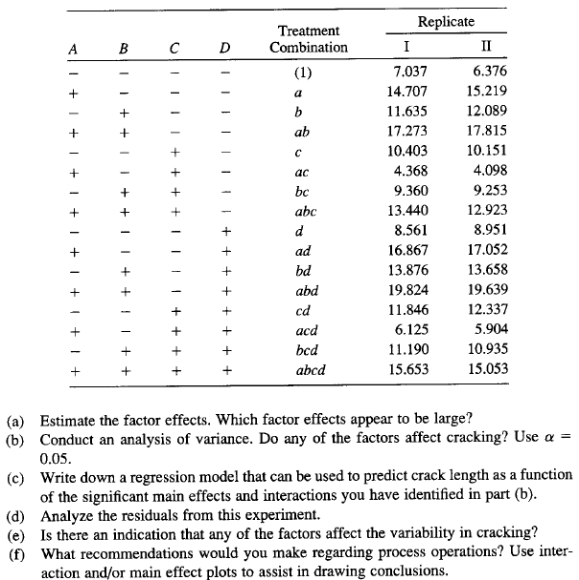 Treatment Replicate
A B C D Combination I II
− − − − (1) 7.037 6.376
+ − − − a 14.707 15.219
− + − − b 11.635 12.089
+ + − − ab 17.273 17.815
− − + − c 10.403 10.151
+ − + − ac 4.368 4.098
− + + − bc 9.360 9.253
+ + + − abc 13.440 12.923
− − − + d 8.561 8.951
+ − − + ad 16.867 17.052
− + − + bd 13.876 13.658
+ + − + abd 19.824 19.639
− − + + cd 11.846 12.337
+ − + + acd 6.125 5.904
− + + + bcd 11.190 10.935
+ + + + abcd 15.653 15.053
(a) Estimate the factor effects. Which factor effects appear to be large?
(b) Conduct an analysis of variance. Do any of the factors affect cracking? Use α =
0.05.
(c) Write down a regression model that can be used to predict crack length as a function
of the significant main effects and interactions you have identified in part (b).
(d) Analyze the residuals from this experiment.
(e) Is there an indication that any of the factors affect the variability in cracking?
(f) What recommendations would you make regarding process operations? Use inter-
action and/or main effect plots to assist in drawing conclusions.